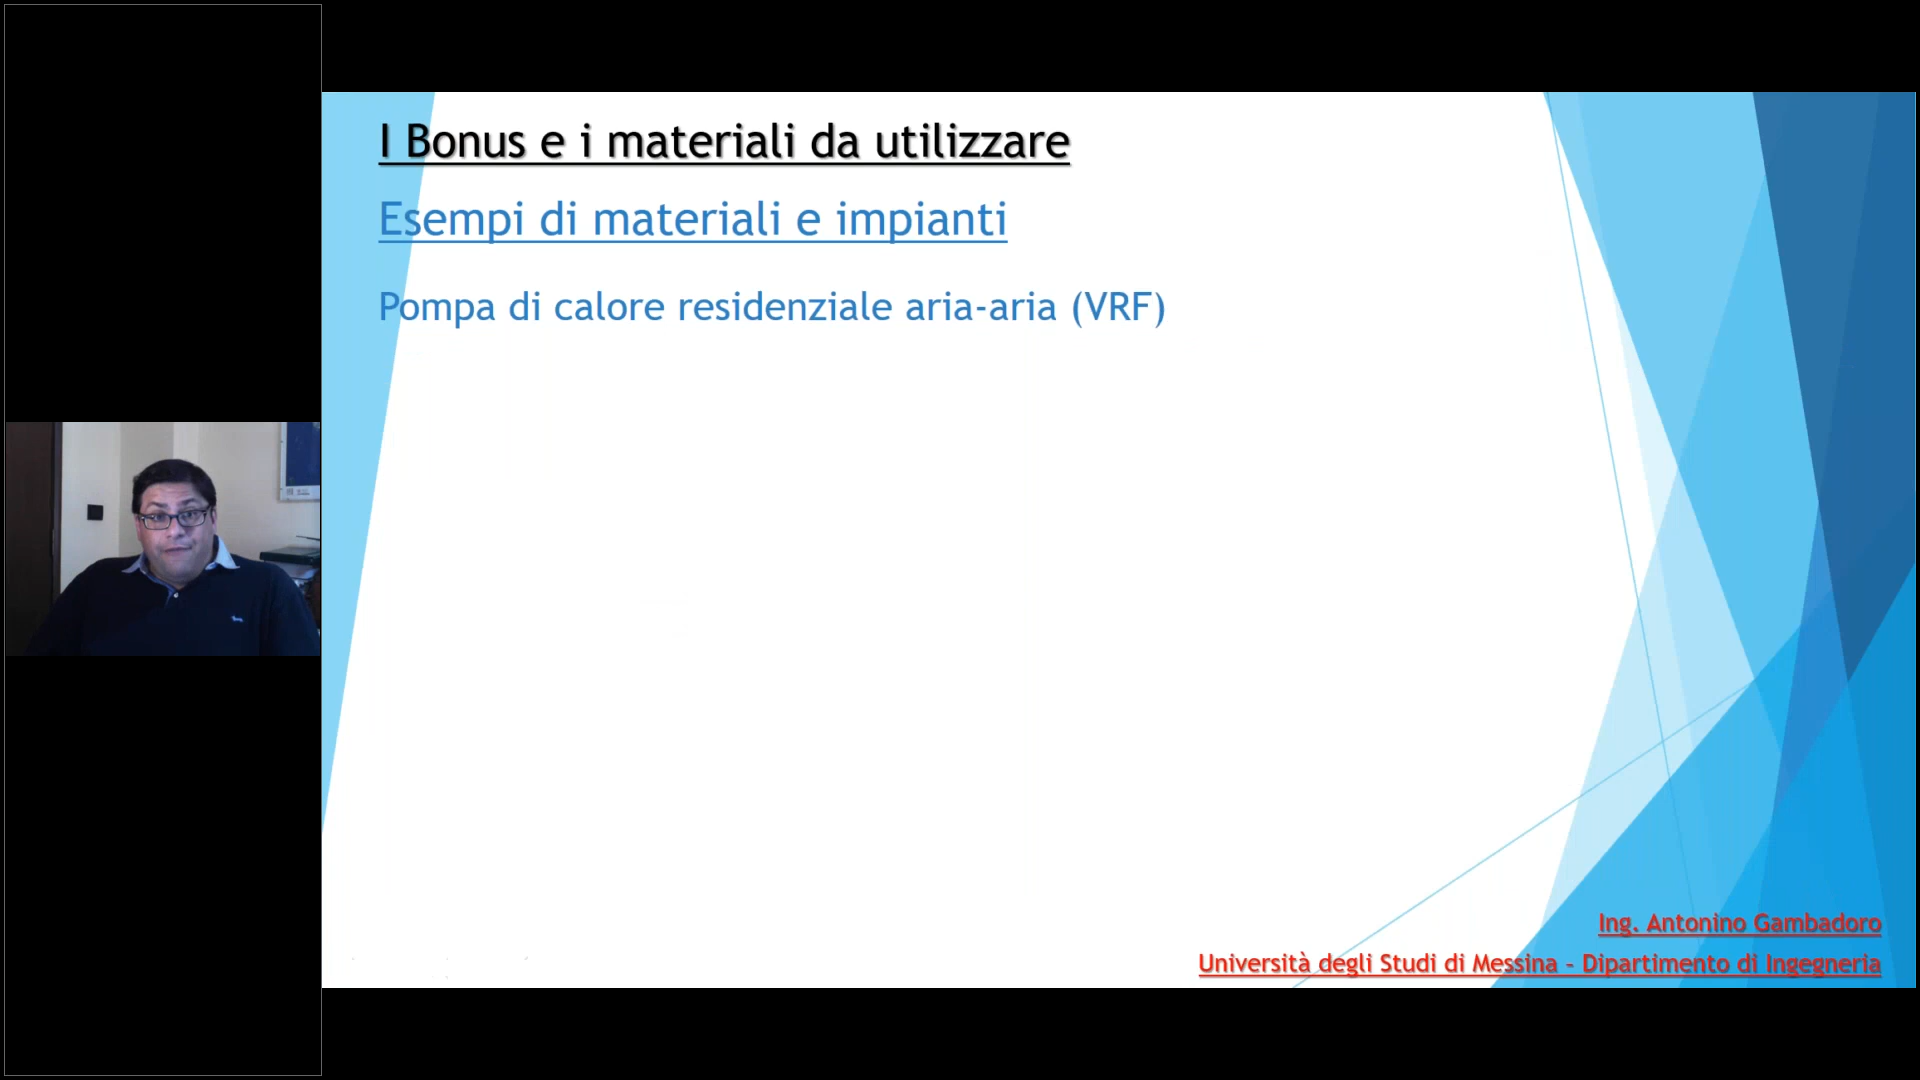 I Bonus e i materiali da utilizzare
Esempi di materiali e impianti
Pompa di calore residenziale aria-aria (VRF)
Ing. Antonino Gambadoro
Università degli Studi di Messina – Dipartimento di Ingegneria